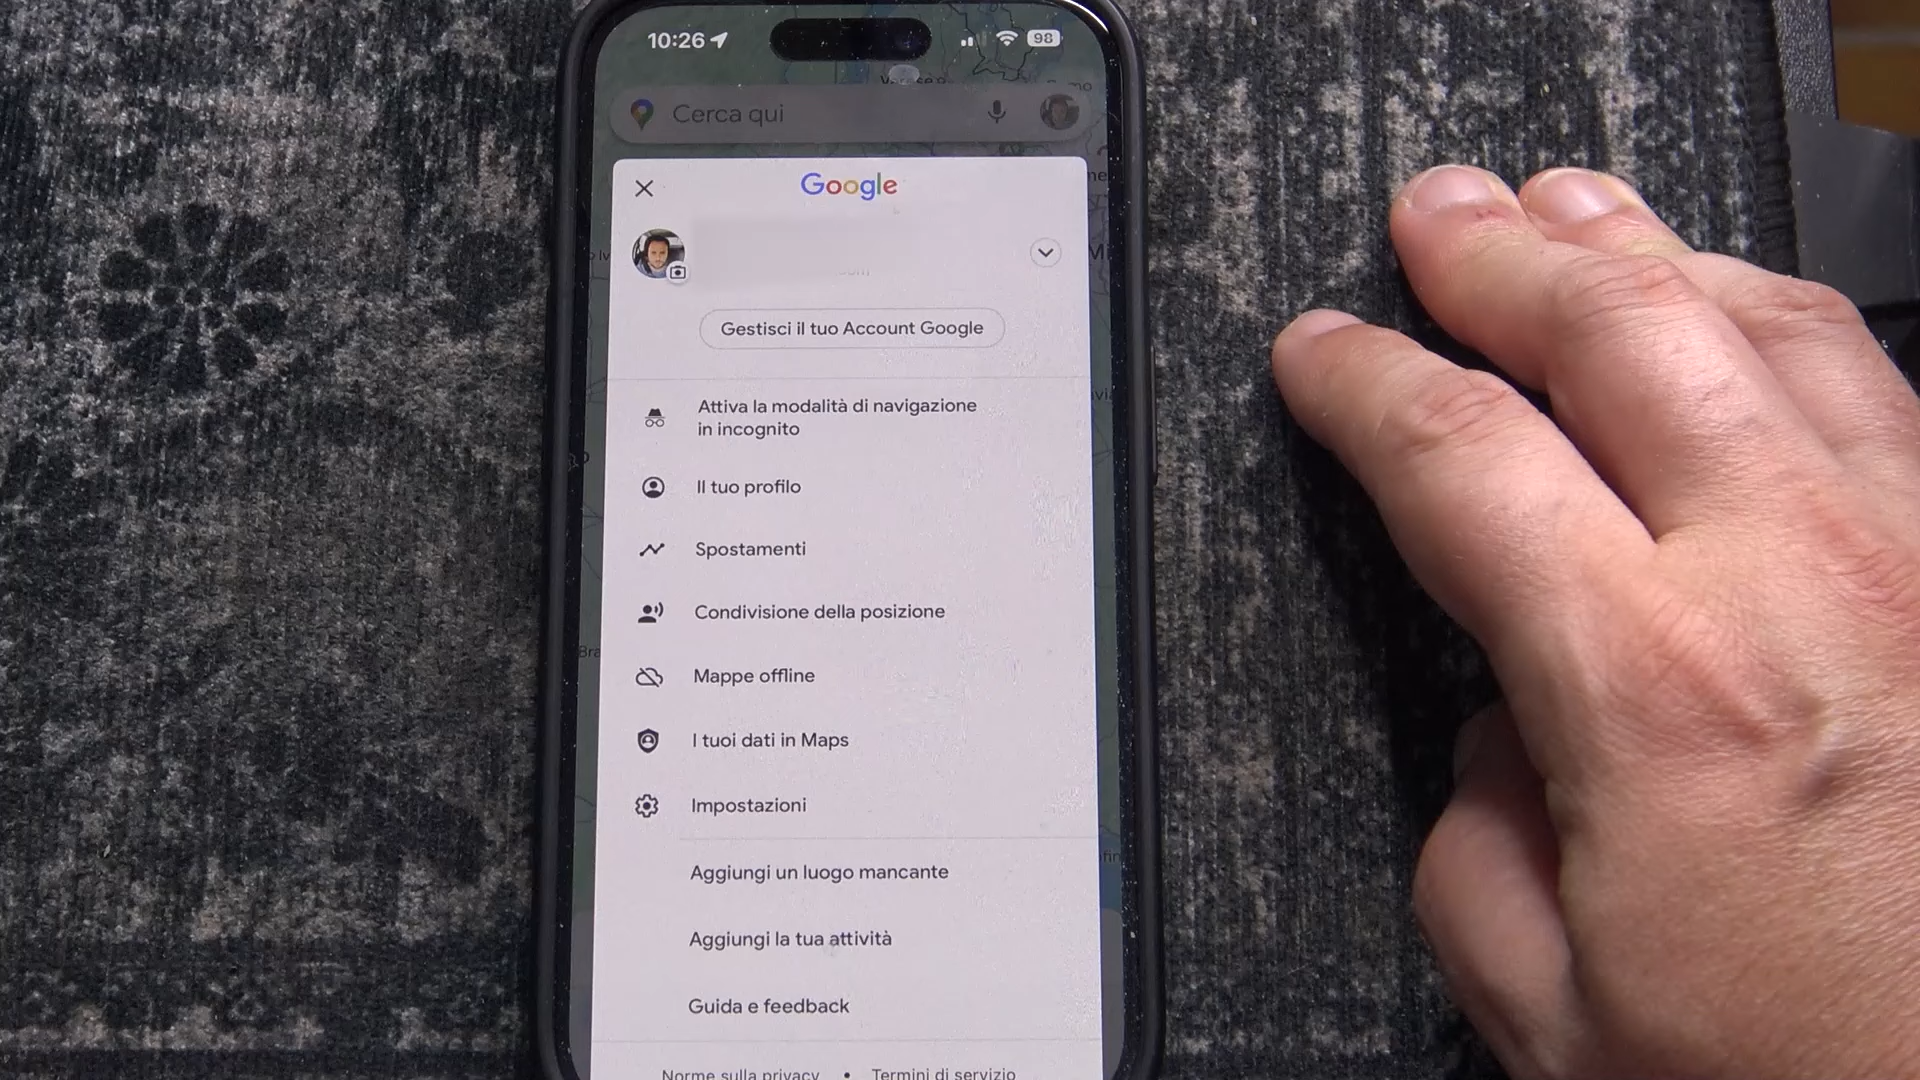 10:26
98
Cerca qui
Google
Gestisci il tuo Account Google
Attiva la modalità di navigazione
in incognito
Il tuo profilo
Spostamenti
Condivisione della posizione
Mappe offline
I tuoi dati in Maps
Impostazioni
Aggiungi un luogo mancante
Aggiungi la tua attività
Guida e feedback
Norme sulla privacy • Termini di servizio